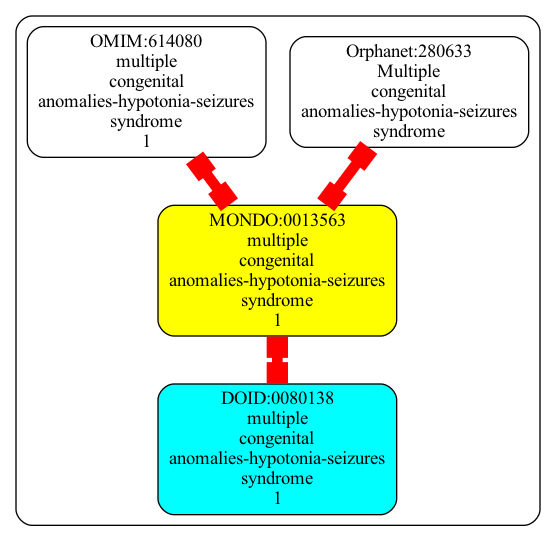 OMIM:614080
multiple
congenital
anomalies-hypotonia-seizures
syndrome
1
Orphanet:280633
Multiple
congenital
anomalies-hypotonia-seizures
syndrome
MONDO:0013563
multiple
congenital
anomalies-hypotonia-seizures
syndrome
1
DOID:0080138
multiple
congenital
anomalies-hypotonia-seizures
syndrome
1